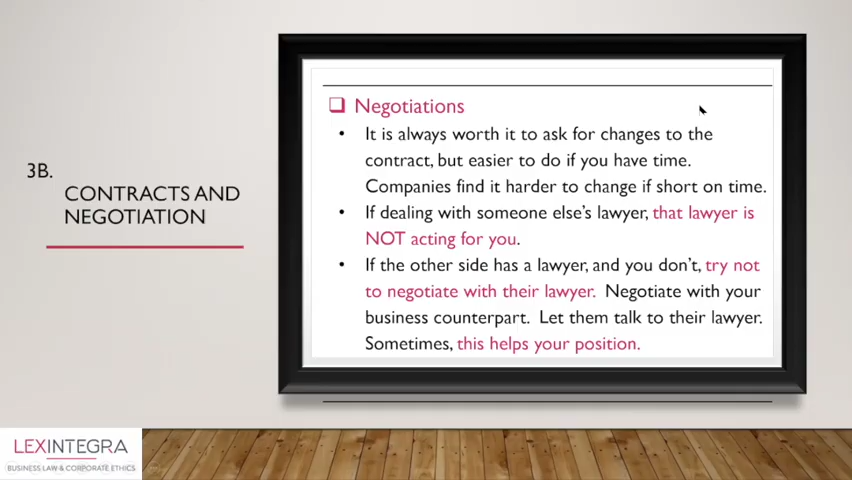 3B.
CONTRACTS AND
NEGOTIATION
Negotiations
• It is always worth it to ask for changes to the
contract, but easier to do if you have time.
Companies find it harder to change if short on time.
• If dealing with someone else's lawyer, that lawyer is
NOT acting for you.
• If the other side has a lawyer, and you don't, try not
to negotiate with their lawyer. Negotiate with your
business counterpart. Let them talk to their lawyer.
Sometimes, this helps your position.
LEXINTEGRA
BUSINESS LAW & CORPORATE ETHICS